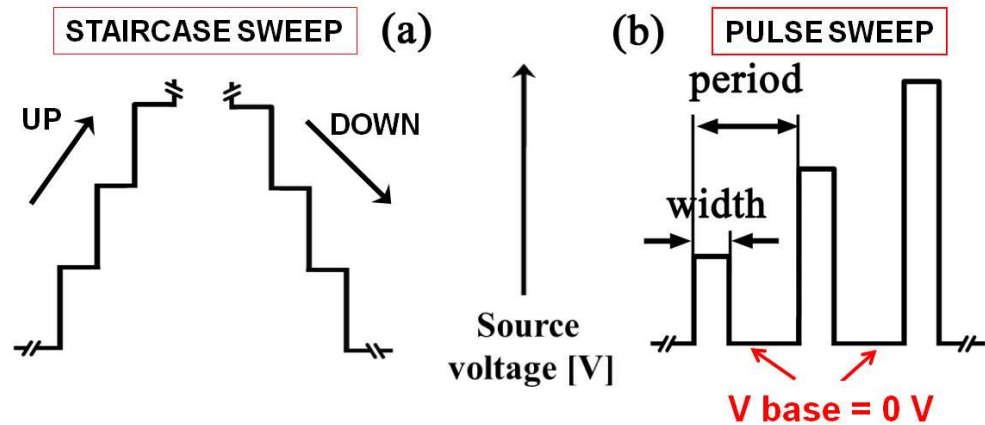 STAIRCASE SWEEP
(a)
UP
DOWN
Source
voltage [V]
(b)
PULSE SWEEP
period
width
V base = 0 V